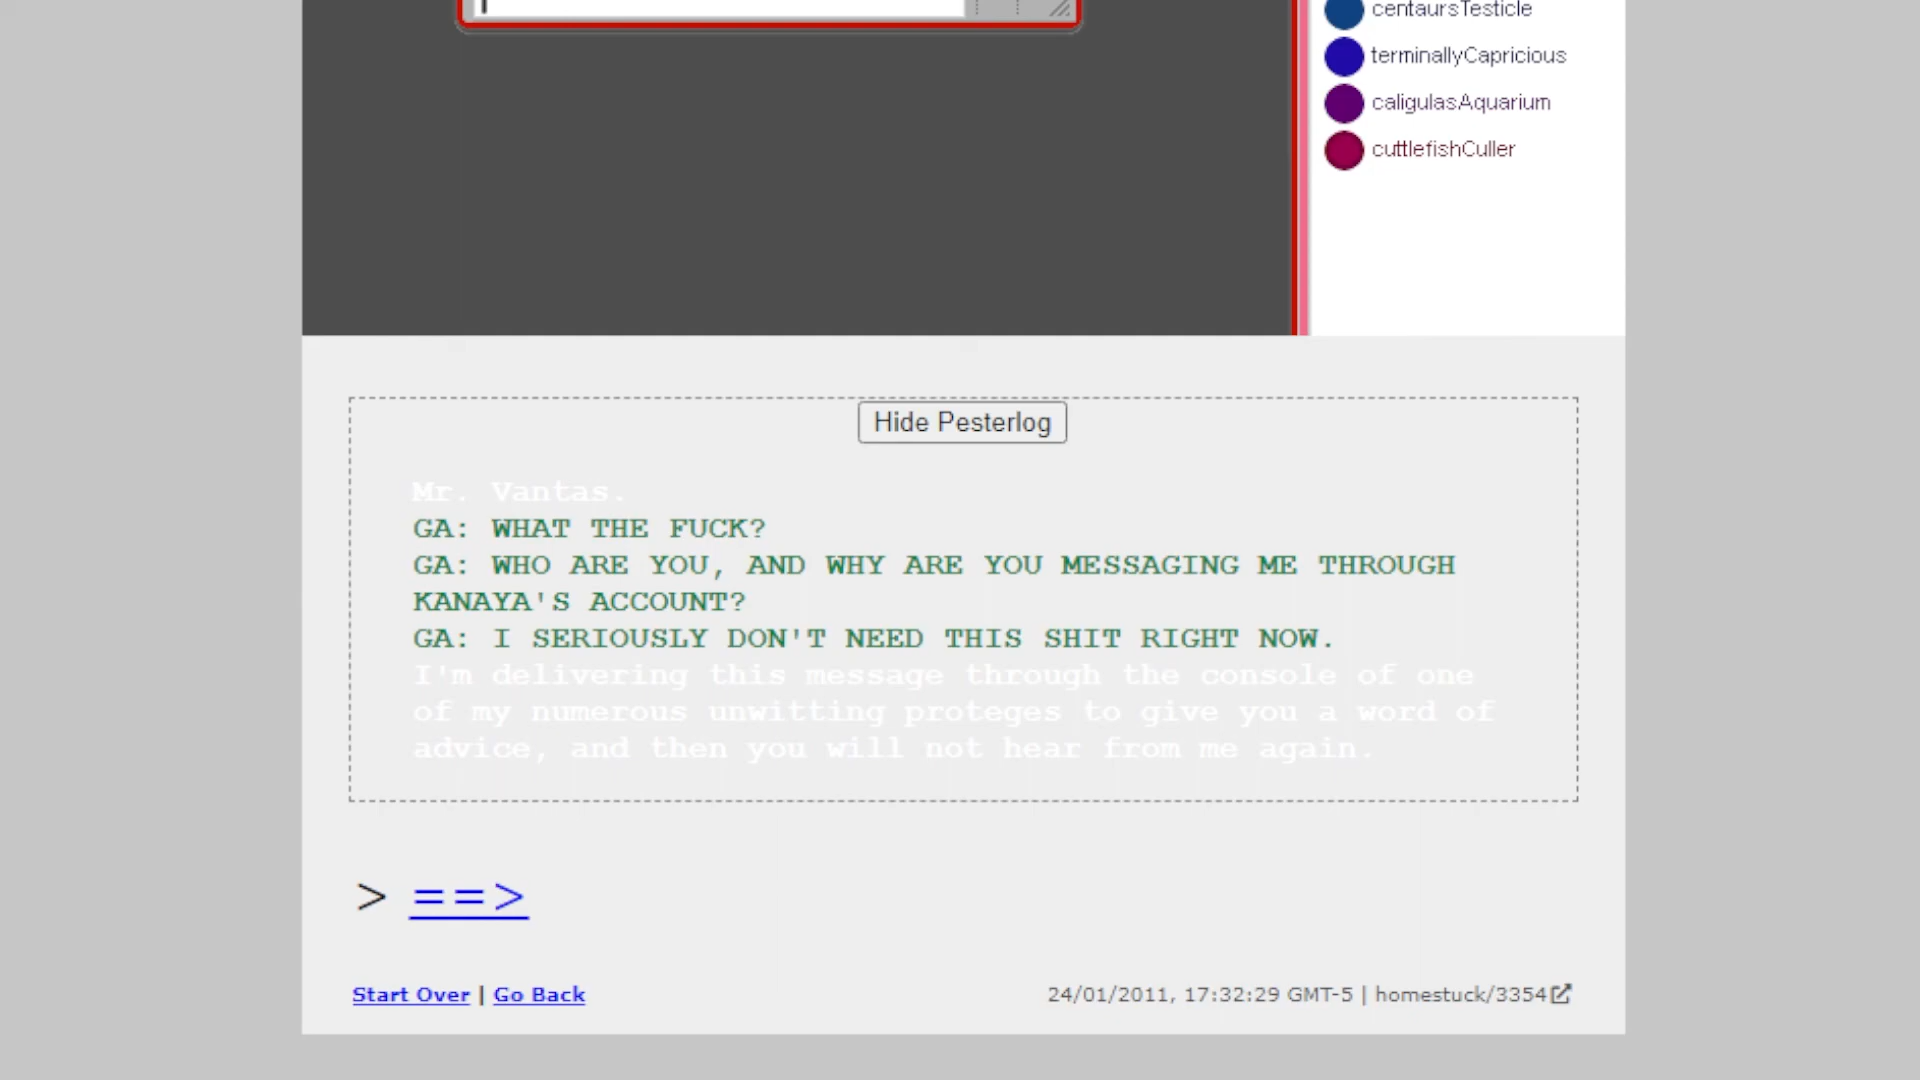 centaursTesticle
terminallyCapricious
caligulasAquarium
cuttlefishCuller
Hide Pesterlog
Mr. Vantas.
GA: WHAT THE FUCK?
GA: WHO ARE YOU, AND WHY ARE YOU MESSAGING ME THROUGH
KANAYA'S ACCOUNT?
GA: I SERIOUSLY DON'T NEED THIS SHIT RIGHT NOW.
I'm delivering this message through the console of one
of my numerous unwitting proteges to give you a word of
advice, and then you will not hear from me again.
> ==>
Start Over | Go Back
24/01/2011, 17:32:29 GMT-5 | homestuck/3354